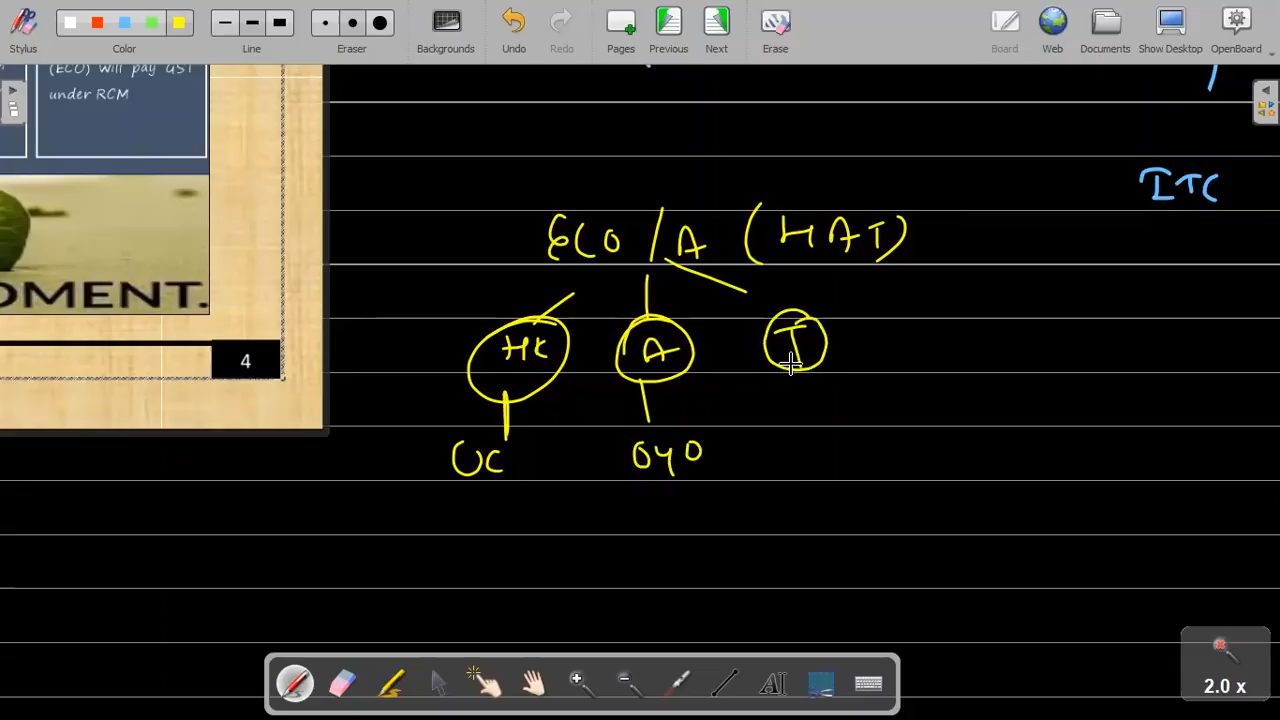 Stylus
Color
Line
Eraser
Backgrounds
Undo
Redo
Pages
Previous
Next
Erase
Board
Web
Documents
Show Desktop
OpenBoard
(ECO) will pay GST
under RCM
ITC
ECO / A (HAT)
HK A T
UC OYO
OMENT.
4
2.0 x